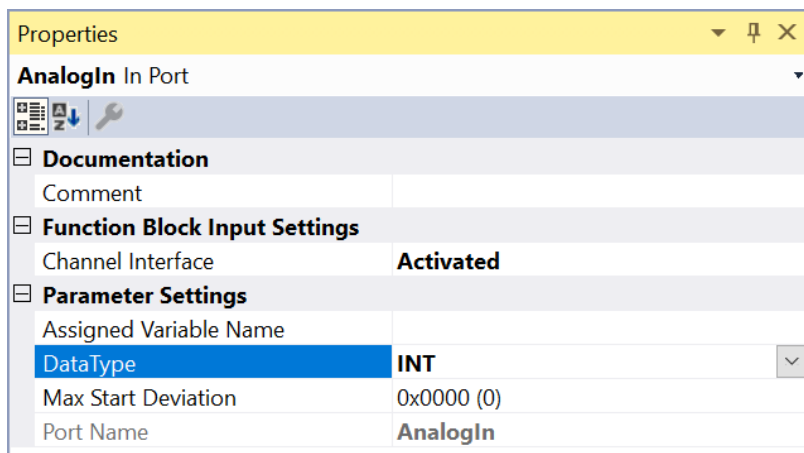 Properties
AnalogIn In Port
Documentation
Comment
Function Block Input Settings
Channel Interface Activated
Parameter Settings
Assigned Variable Name
DataType INT
Max Start Deviation 0x0000 (0)
Port Name AnalogIn